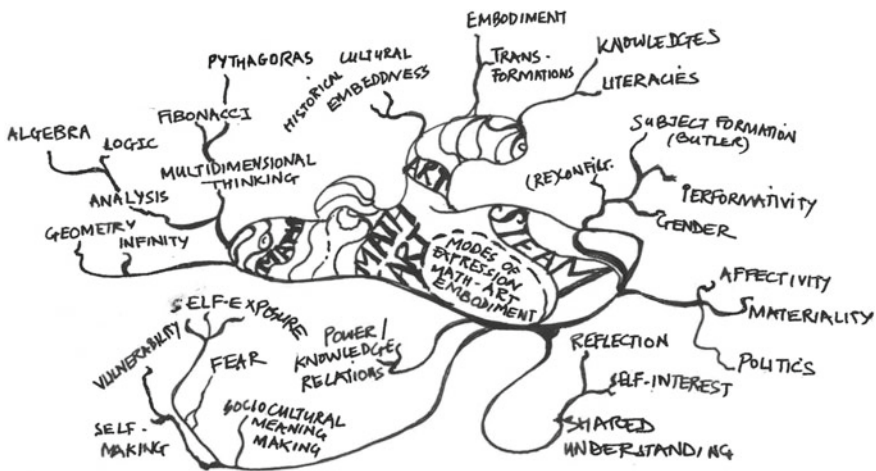 EMBODIMENT
TRANS-
FORMATIONS
KNOWLEDGES
LITERACIES
PYTHAGORAS
HISTORICAL CULTURAL
EMBEDDNESS
FIBONACCI
ALGEBRA
LOGIC
MULTIDIMENSIONAL
THINKING
ANALYSIS
GEOMETRY
INFINITY
SUBJECT FORMATION
(BUTLER)
PERFORMATIVITY
GENDER
ART
MATH
MATH
ART
STEAM
MODES OF
EXPRESSION
MATH-ART
EMBODIMENT
AFFECTIVITY
MATERIALITY
POLITICS
SELF-EXPOSURE
VULNERABILITY
FEAR
SELF-
MAKING
SOCIOCULTURAL
MEANING
MAKING
POWER/
KNOWLEDGES
RELATIONS
REFLECTION
SELF-INTEREST
SHARED
UNDERSTANDING